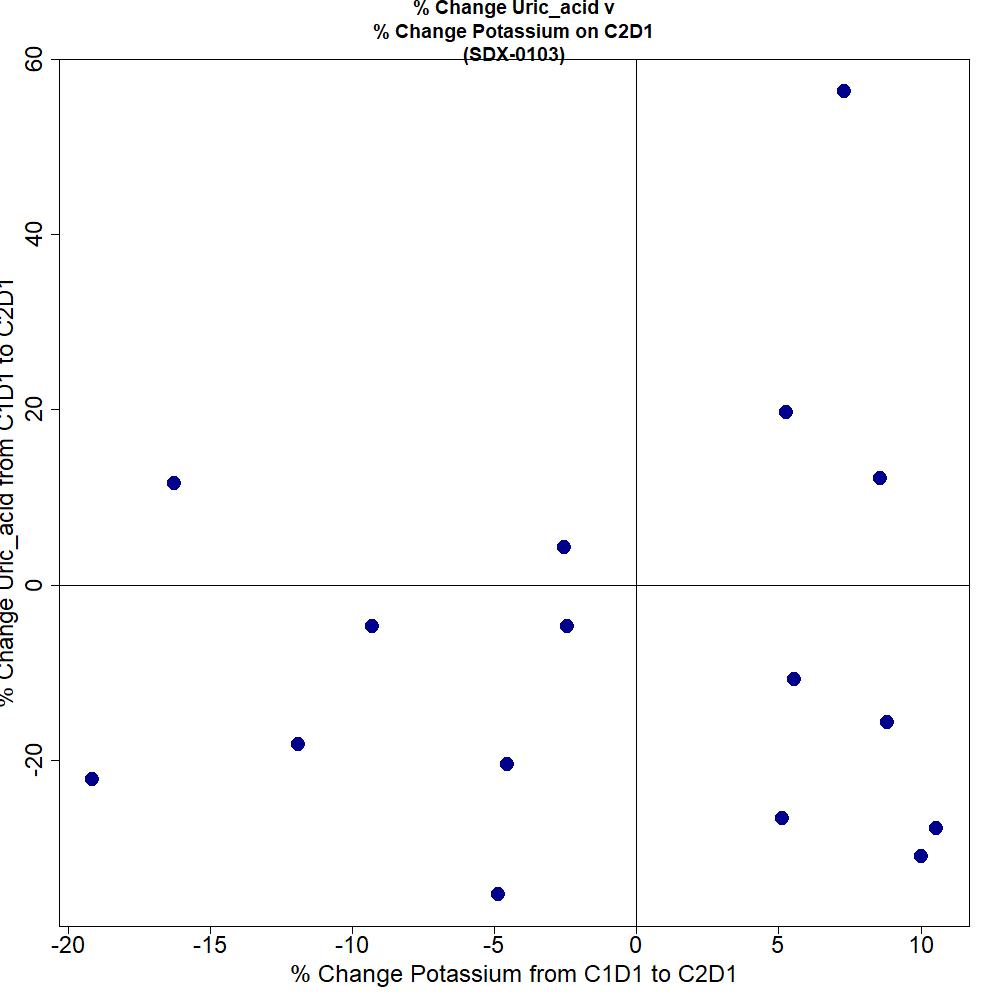 % Change Uric_acid v
% Change Potassium on C2D1
(SDX-0103)
60
40
20
0
-20
% Change Uric_acid from C1D1 to C2D1
-20
-15
-10
-5
0
5
10
% Change Potassium from C1D1 to C2D1